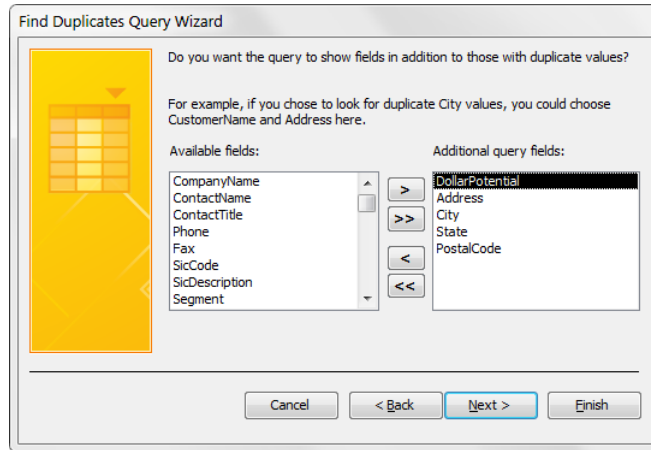 Find Duplicates Query Wizard
Do you want the query to show fields in addition to those with duplicate values?
For example, if you chose to look for duplicate City values, you could choose
CustomerName and Address here.
Available fields:
Additional query fields:
CompanyName
ContactName
ContactTitle
Phone
Fax
SicCode
SicDescription
Segment
>
>>
<
<<
DollarPotential
Address
City
State
PostalCode
Cancel
< Back
Next >
Finish